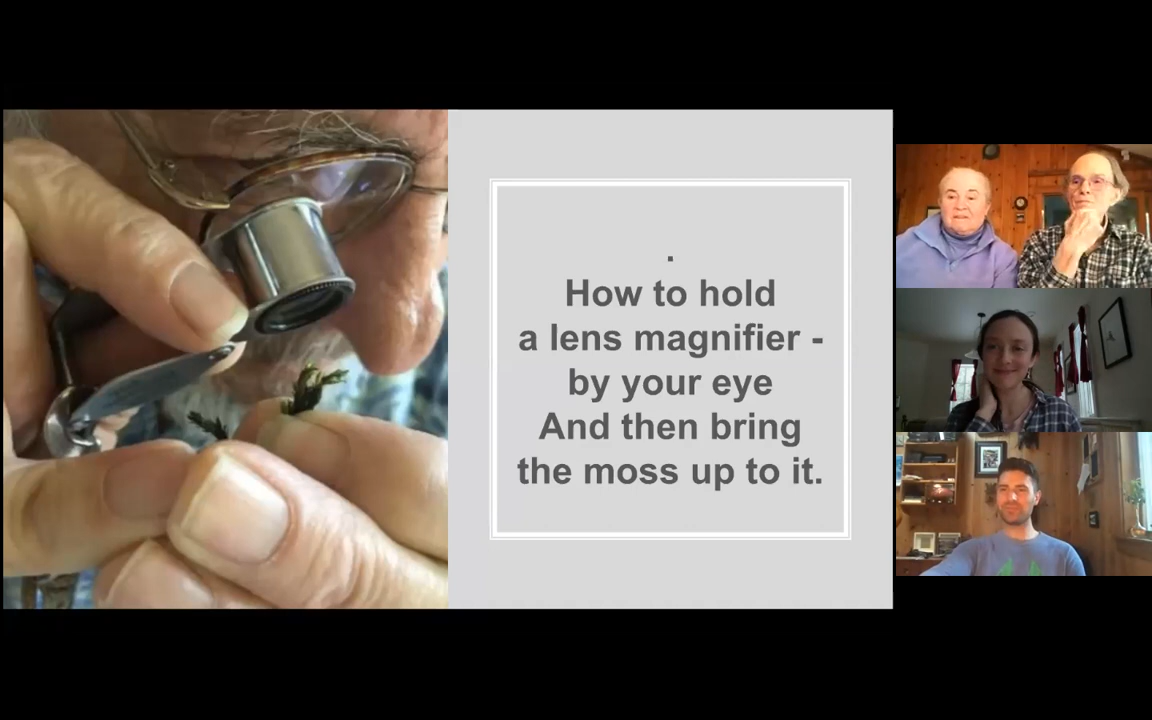 .
How to hold
a lens magnifier -
by your eye
And then bring
the moss up to it.